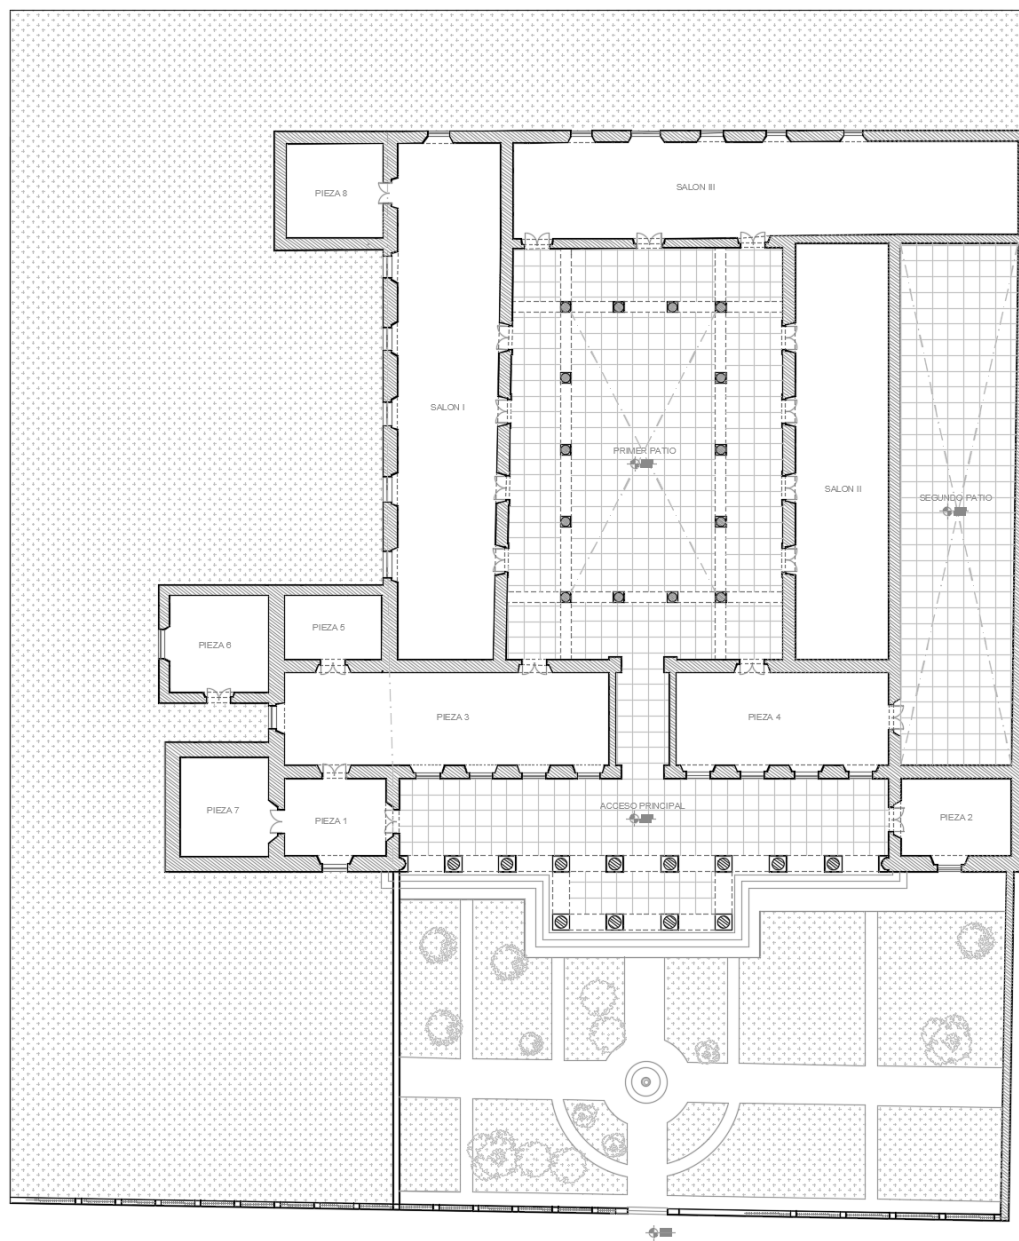 PIEZA 8
SALON III
SALON I
PRIMER PATIO
SALON II
SEGUNDO PATIO
PIEZA 5
PIEZA 6
PIEZA 3
PIEZA 4
ACCESO PRINCIPAL
PIEZA 7
PIEZA 1
PIEZA 2